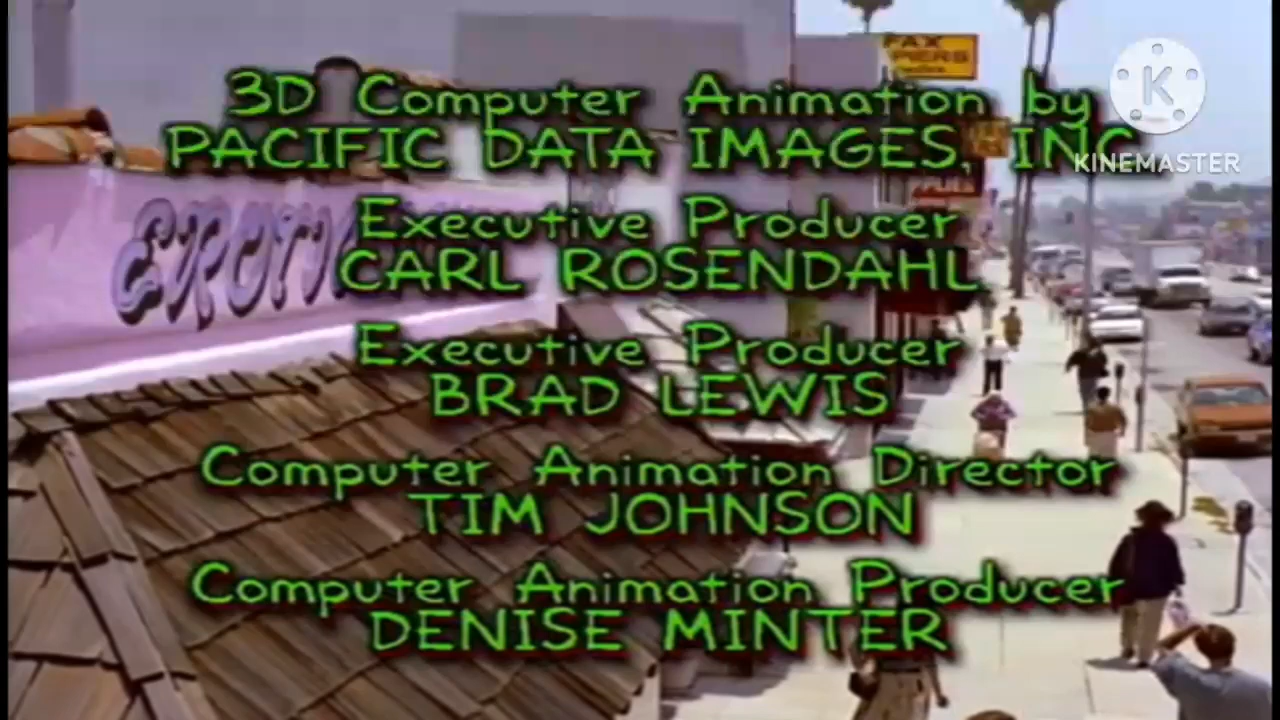 FAX
3D Computer Animation by
PACIFIC DATA IMAGES, INC
K
KINEMASTER
Executive Producer
CARL ROSENDAHL
Executive Producer
BRAD LEWIS
Computer Animation Director
TIM JOHNSON
Computer Animation Producer
DENISE MINTER